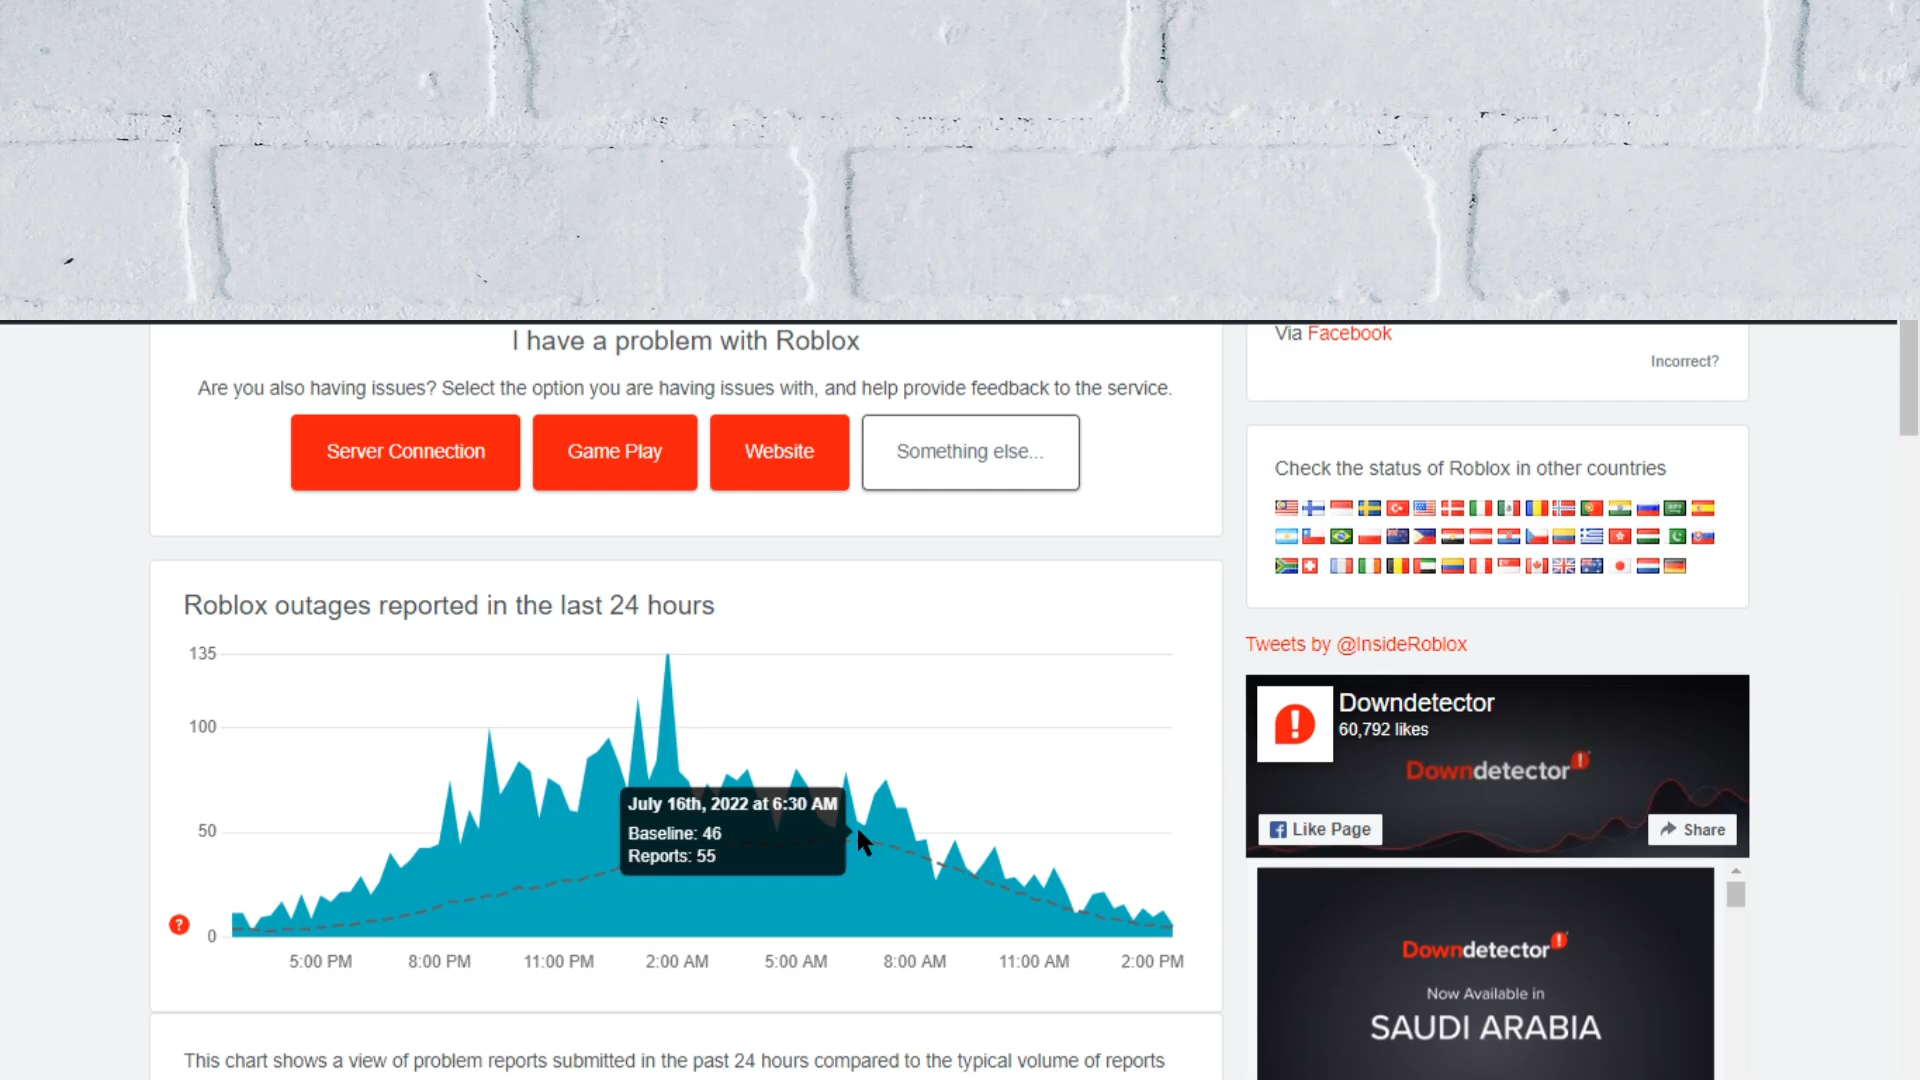 I have a problem with Roblox
Are you also having issues? Select the option you are having issues with, and help provide feedback to the service.
Server Connection
Game Play
Website
Something else...
Roblox outages reported in the last 24 hours
135
100
50
0
?
July 16th, 2022 at 6:30 AM
Baseline: 46
Reports: 55
5:00 PM
8:00 PM
11:00 PM
2:00 AM
5:00 AM
8:00 AM
11:00 AM
2:00 PM
This chart shows a view of problem reports submitted in the past 24 hours compared to the typical volume of reports
Via Facebook
Incorrect?
Check the status of Roblox in other countries
Tweets by @InsideRoblox
Downdetector
60,792 likes
Downdetector
Like Page
Share
Downdetector
Now Available in
SAUDI ARABIA